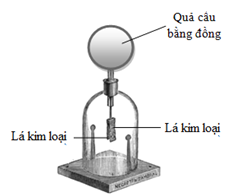 Quả cầu
bằng đồng
Lá kim loại
Lá kim loại